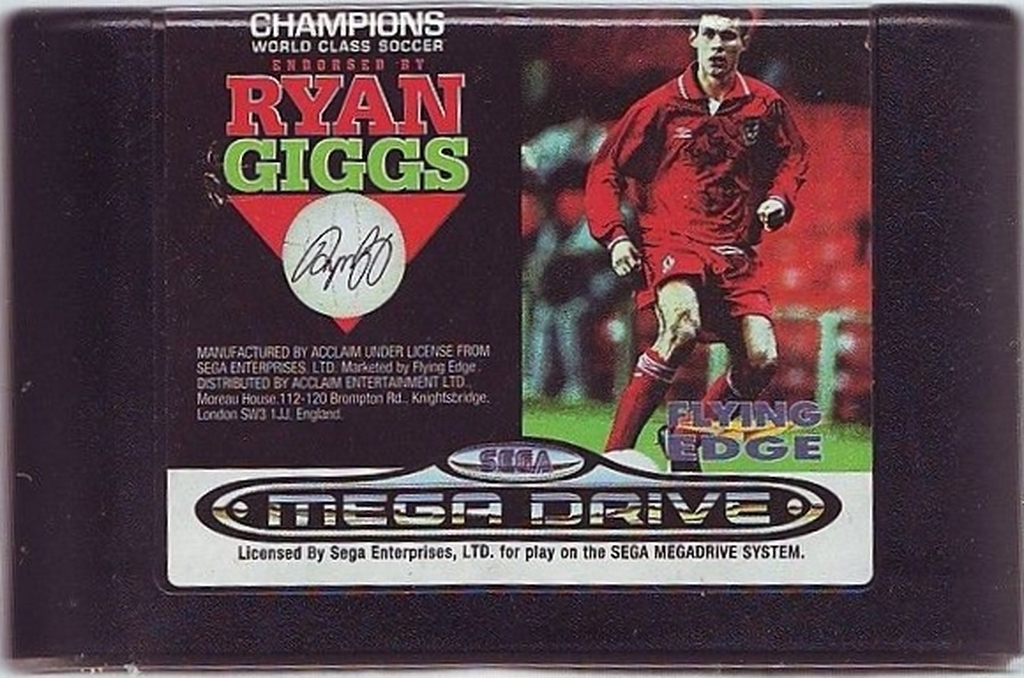 CHAMPIONS
WORLD CLASS SOCCER
ENDORSED BY
RYAN
GIGGS
MANUFACTURED BY ACCLAIM UNDER LICENSE FROM
SEGA ENTERPRISES, LTD. Marketed by Flying Edge.
DISTRIBUTED BY ACCLAIM ENTERTAINMENT LTD.,
Moreau House,112-120 Brompton Rd., Knightsbridge,
London SW3 1JJ, England.
FLYING
EDGE
SEGA
MEGA DRIVE
Licensed By Sega Enterprises, LTD. for play on the SEGA MEGADRIVE SYSTEM.